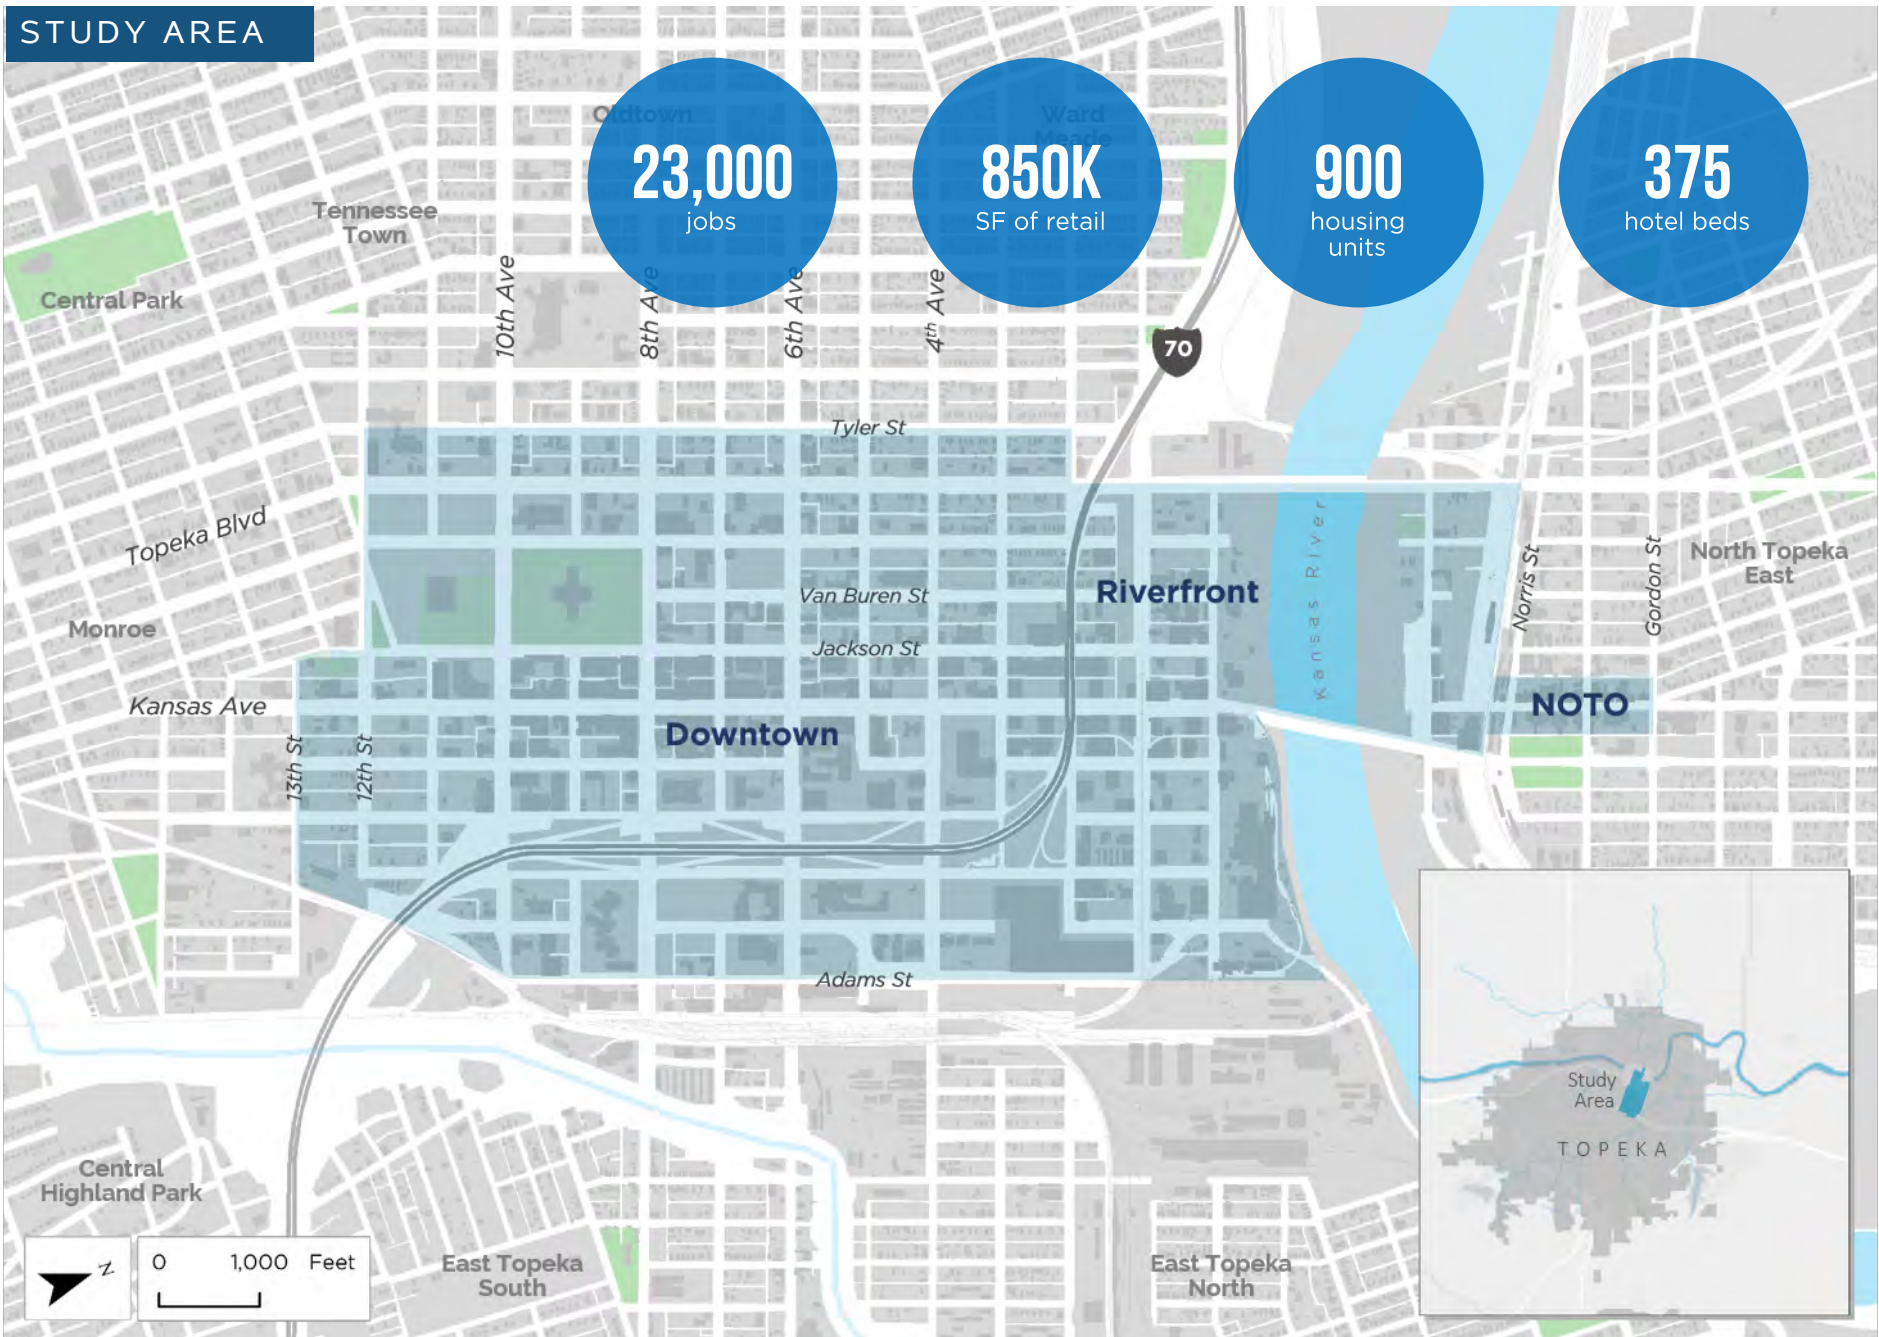 STUDY AREA
Oldtown
Ward
Meade
23,000
jobs
850K
SF of retail
900
housing
units
375
hotel beds
Tennessee
Town
Central Park
10th Ave
8th Ave
6th Ave
4th Ave
70
Tyler St
Topeka Blvd
Kansas River
Norris St
Gordon St
North Topeka
East
Riverfront
Van Buren St
Monroe
Jackson St
Kansas Ave
NOTO
Downtown
13th St
12th St
Adams St
Study
Area
TOPEKA
Central
Highland Park
East Topeka
South
East Topeka
North
N
0 1,000 Feet